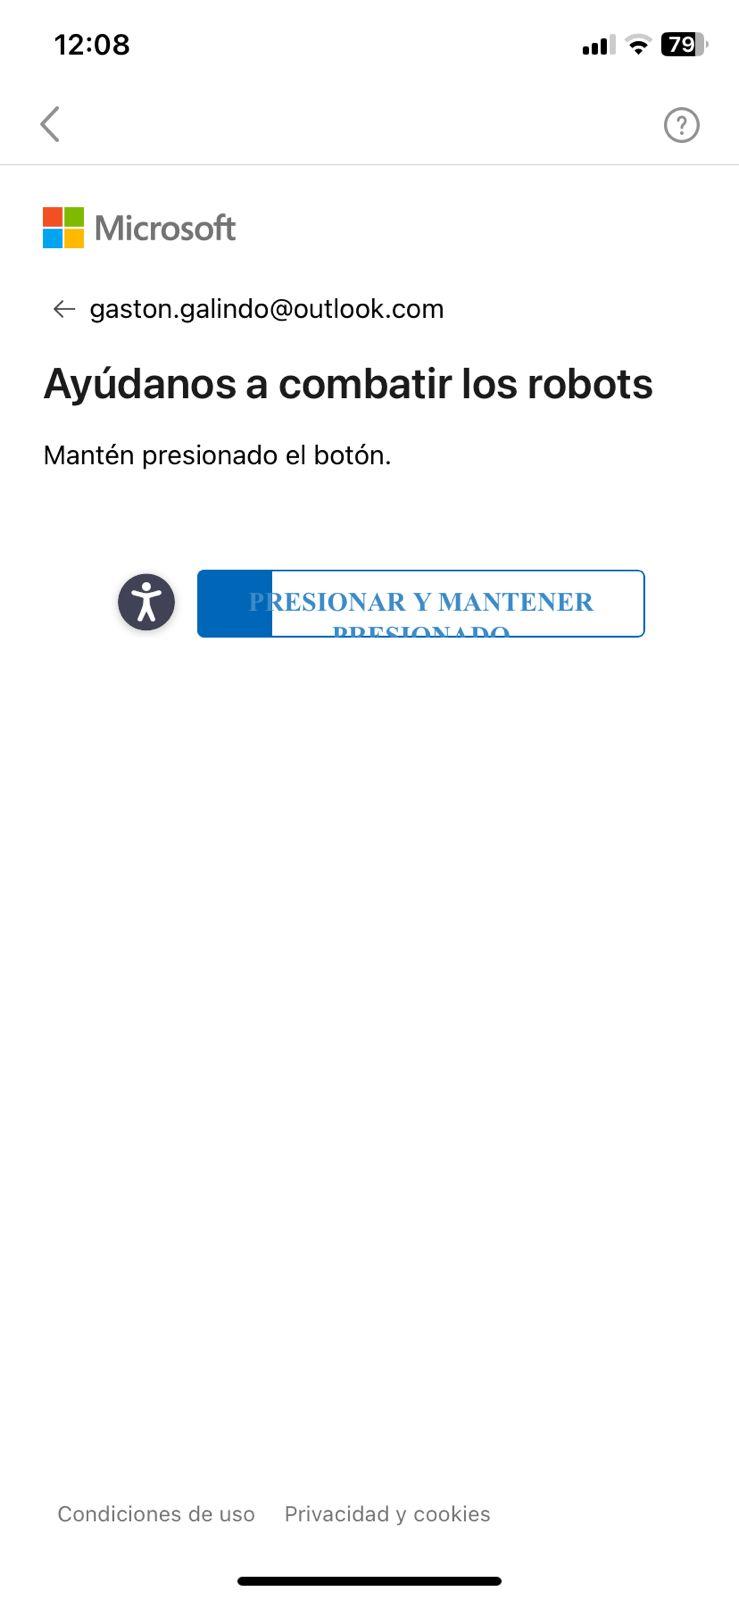 12:08
79
?
Microsoft
← gaston.galindo@outlook.com
Ayúdanos a combatir los robots
Mantén presionado el botón.
PRESIONAR Y MANTENER
PRESIONADO
Condiciones de uso Privacidad y cookies